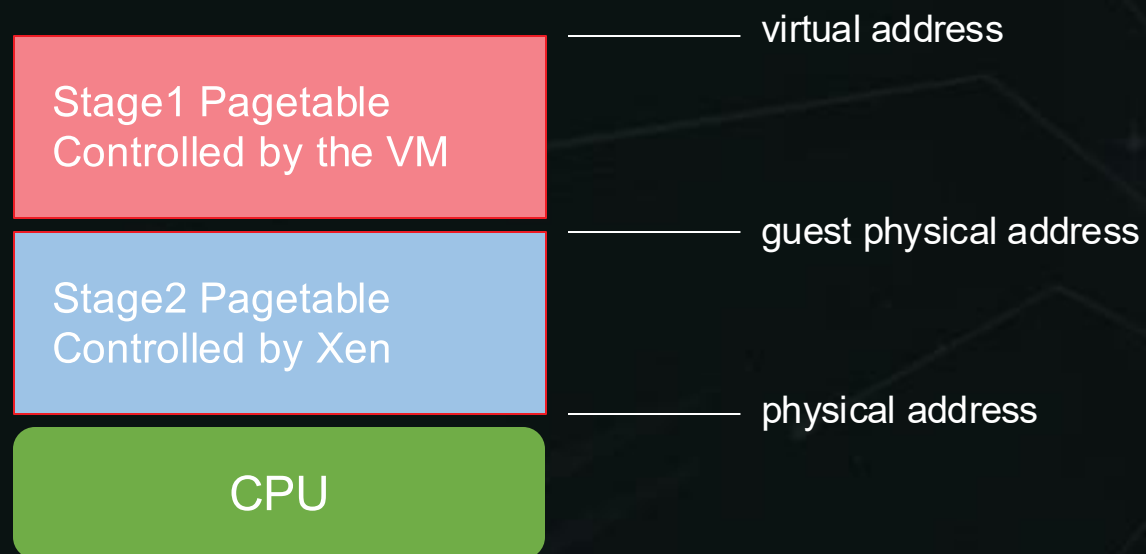 virtual address
Stage1 Pagetable
Controlled by the VM
guest physical address
Stage2 Pagetable
Controlled by Xen
physical address
CPU